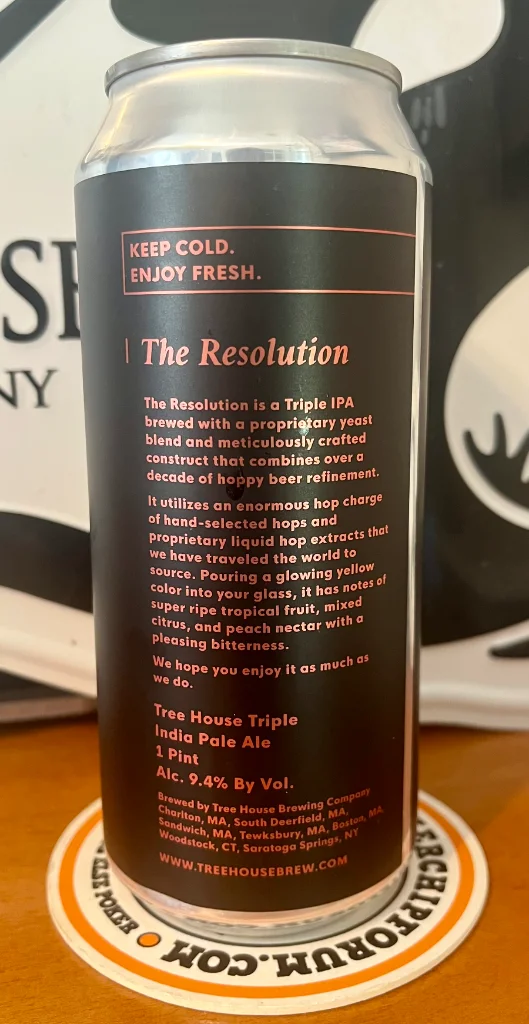 KEEP COLD.
ENJOY FRESH.
The Resolution
The Resolution is a Triple IPA
brewed with a proprietary yeast
blend and meticulously crafted
construct that combines over a
decade of hoppy beer refinement.
It utilizes an enormous hop charge
of hand-selected hops and
proprietary liquid hop extracts that
we have traveled the world to
source. Pouring a glowing yellow
color into your glass, it has notes of
super ripe tropical fruit, mixed
citrus, and peach nectar with a
pleasing bitterness.
We hope you enjoy it as much as
we do.
Tree House Triple
India Pale Ale
1 Pint
Alc. 9.4% By Vol.
Brewed by Tree House Brewing Company
Charlton, MA, South Deerfield, MA,
Sandwich, MA, Tewksbury, MA, Boston, MA,
Woodstock, CT, Saratoga Springs, NY
WWW.TREEHOUSEBREW.COM
SE
NY
POKER
CHIPFORUM.COM